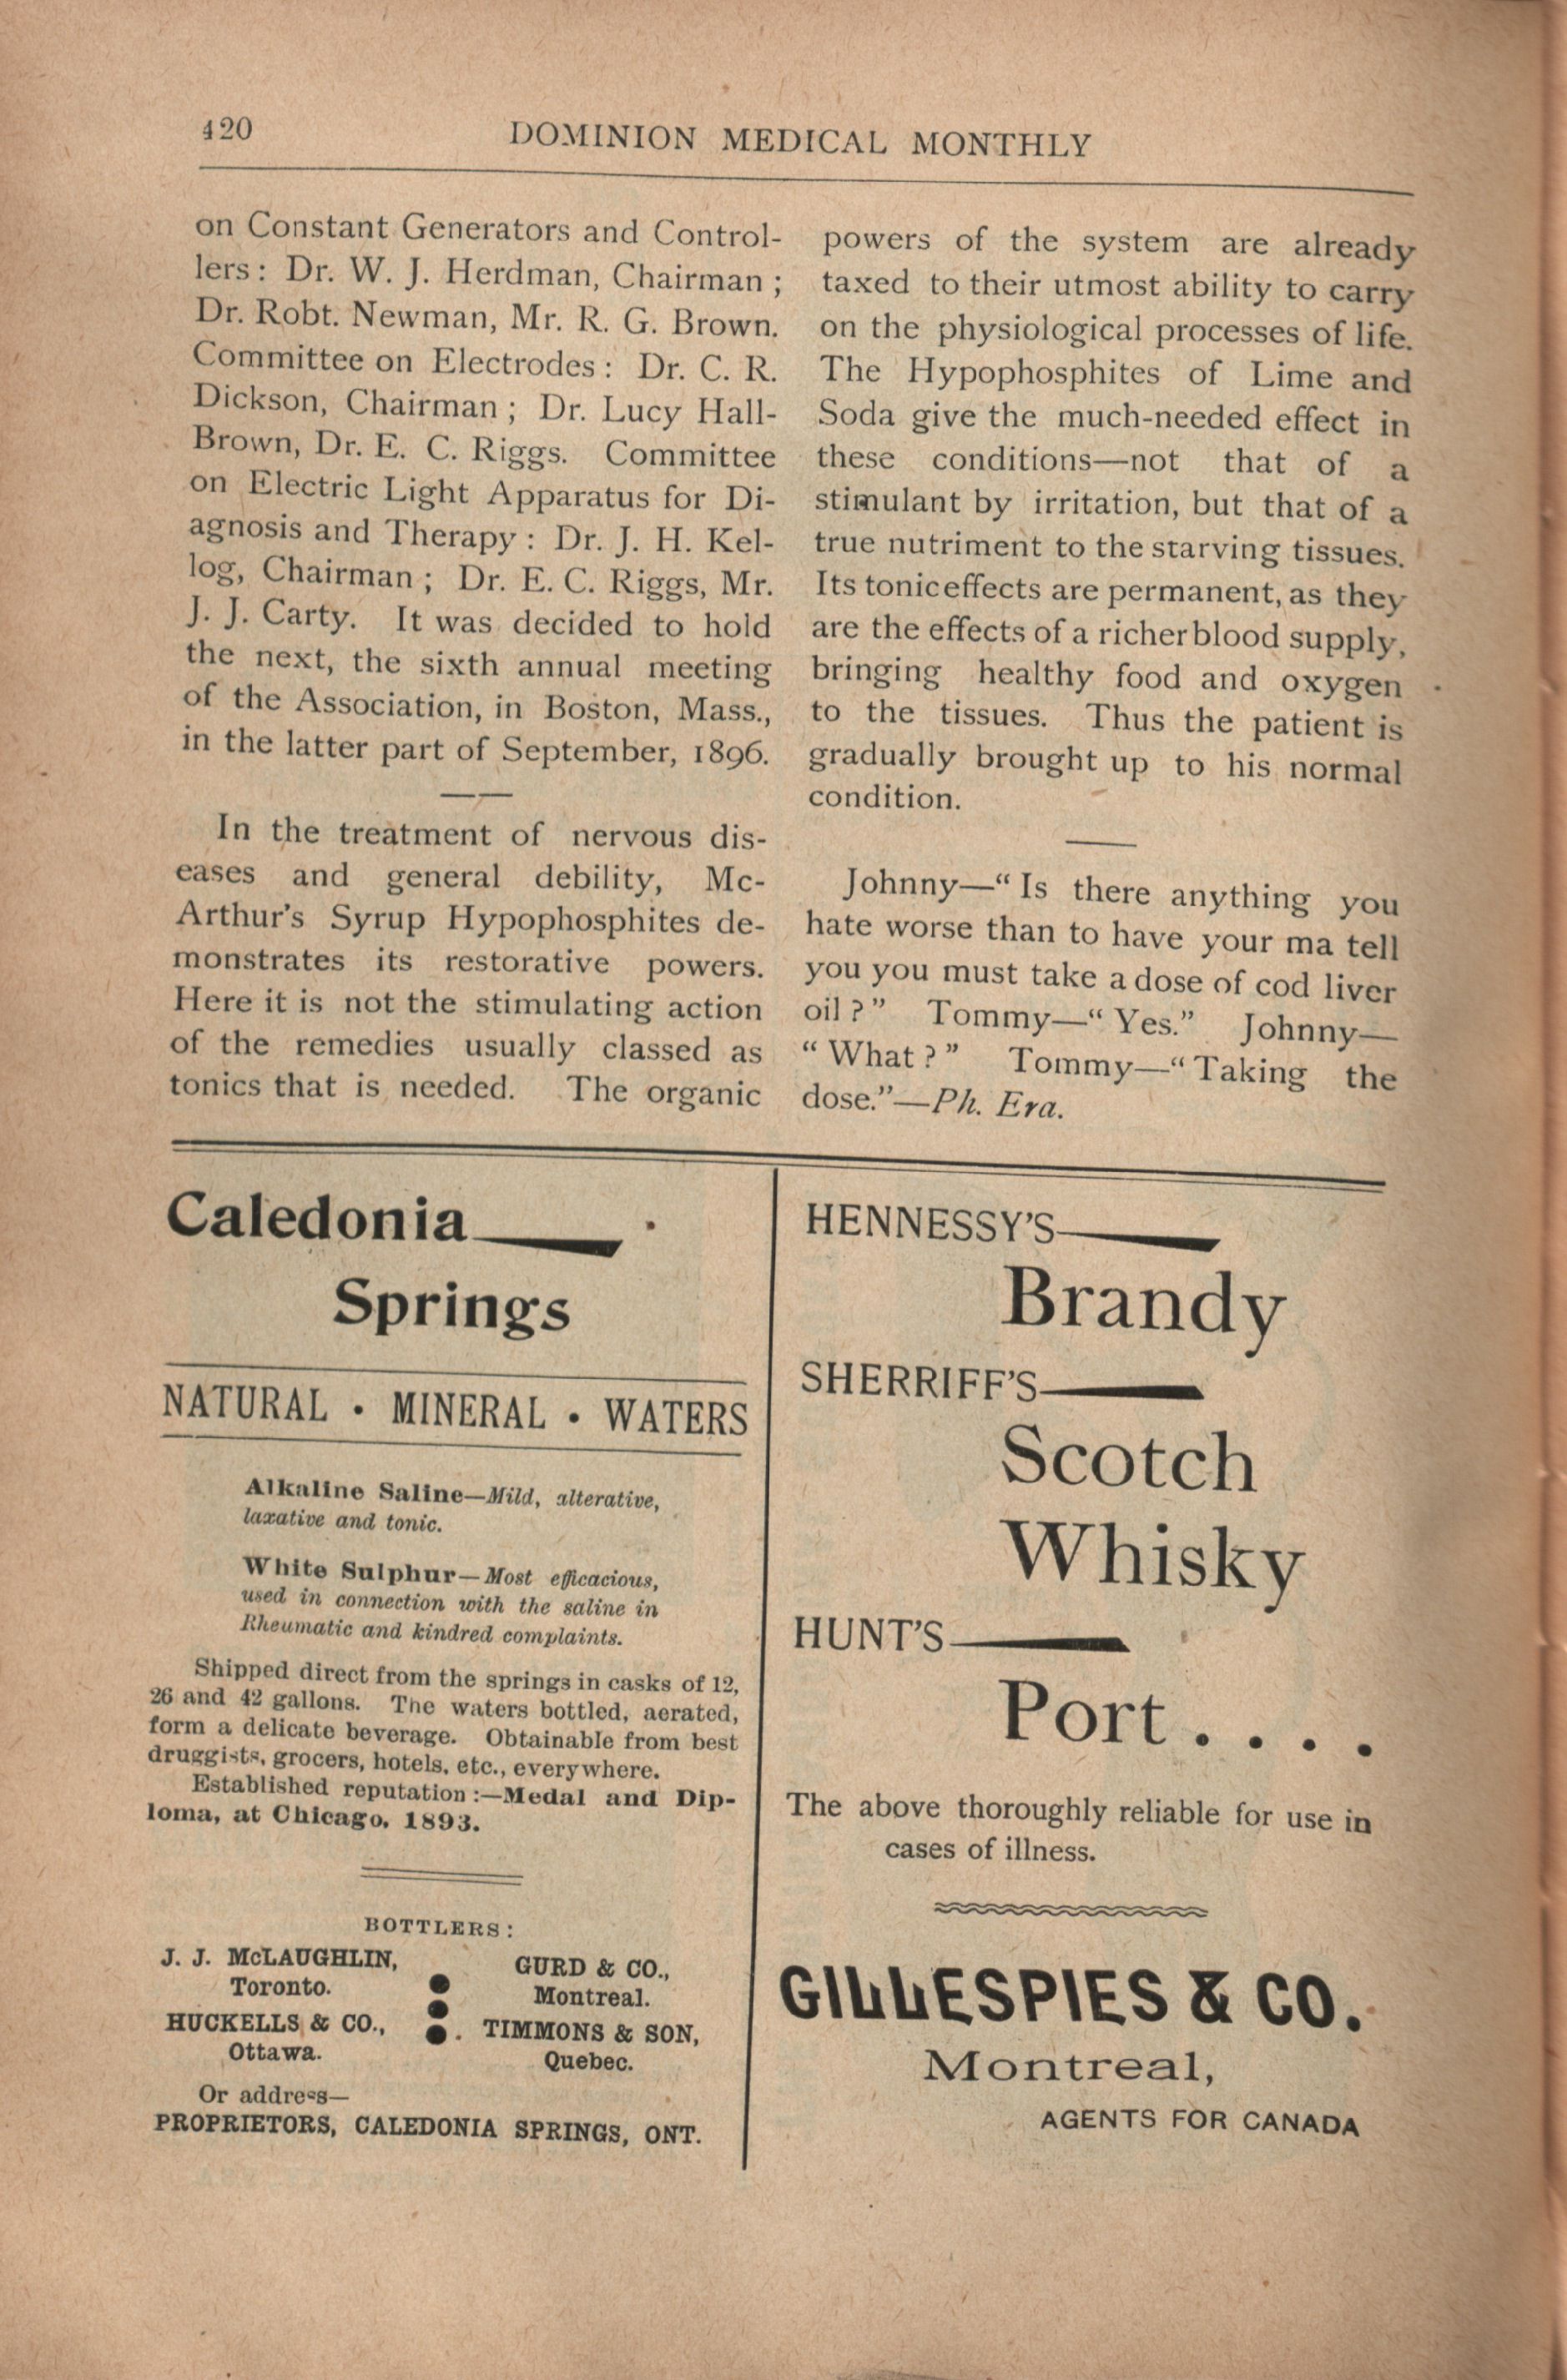 420
DOMINION MEDICAL MONTHLY
on Constant Generators and Control-
lers: Dr. W. J. Herdman, Chairman;
Dr. Robt. Newman, Mr. R. G. Brown.
Committee on Electrodes: Dr. C. R.
Dickson, Chairman; Dr. Lucy Hall-
Brown, Dr. E. C. Riggs. Committee
on Electric Light Apparatus for Di-
agnosis and Therapy: Dr. J. H. Kel-
log, Chairman; Dr. E. C. Riggs, Mr.
J. J. Carty. It was decided to hold
the next, the sixth annual meeting
of the Association, in Boston, Mass.,
in the latter part of September, 1896.
In the treatment of nervous dis-
eases and general debility, Mc-
Arthur's Syrup Hypophosphites de-
monstrates its restorative powers.
Here it is not the stimulating action
of the remedies usually classed as
tonics that is needed. The organic
powers of the system are already
taxed to their utmost ability to carry
on the physiological processes of life.
The Hypophosphites of Lime and
Soda give the much-needed effect in
these conditions—not that of a
stimulant by irritation, but that of a
true nutriment to the starving tissues.
Its tonic effects are permanent, as they
are the effects of a richer blood supply,
bringing healthy food and oxygen
to the tissues. Thus the patient is
gradually brought up to his normal
condition.
Johnny—"Is there anything you
hate worse than to have your ma tell
you you must take a dose of cod liver
oil?" Tommy—"Yes." Johnny—
"What?" Tommy—"Taking the
dose."—Ph. Era.
Caledonia
Springs
NATURAL • MINERAL • WATERS
Alkaline Saline—Mild, alterative,
laxative and tonic.
White Sulphur—Most efficacious,
used in connection with the saline in
Rheumatic and kindred complaints.
Shipped direct from the springs in casks of 12,
26 and 42 gallons. The waters bottled, aerated,
form a delicate beverage. Obtainable from best
druggists, grocers, hotels, etc., everywhere.
Established reputation:—Medal and Dip-
loma, at Chicago, 1893.
BOTTLERS:
J. J. McLAUGHLIN,
Toronto.
HUCKELLS & CO.,
Ottawa.
GURD & CO.,
Montreal.
TIMMONS & SON,
Quebec.
Or address—
PROPRIETORS, CALEDONIA SPRINGS, ONT.
HENNESSY'S
Brandy
SHERRIFF'S
Scotch
Whisky
HUNT'S
Port . . . .
The above thoroughly reliable for use in
cases of illness.
GILLESPIES & CO.
Montreal,
AGENTS FOR CANADA